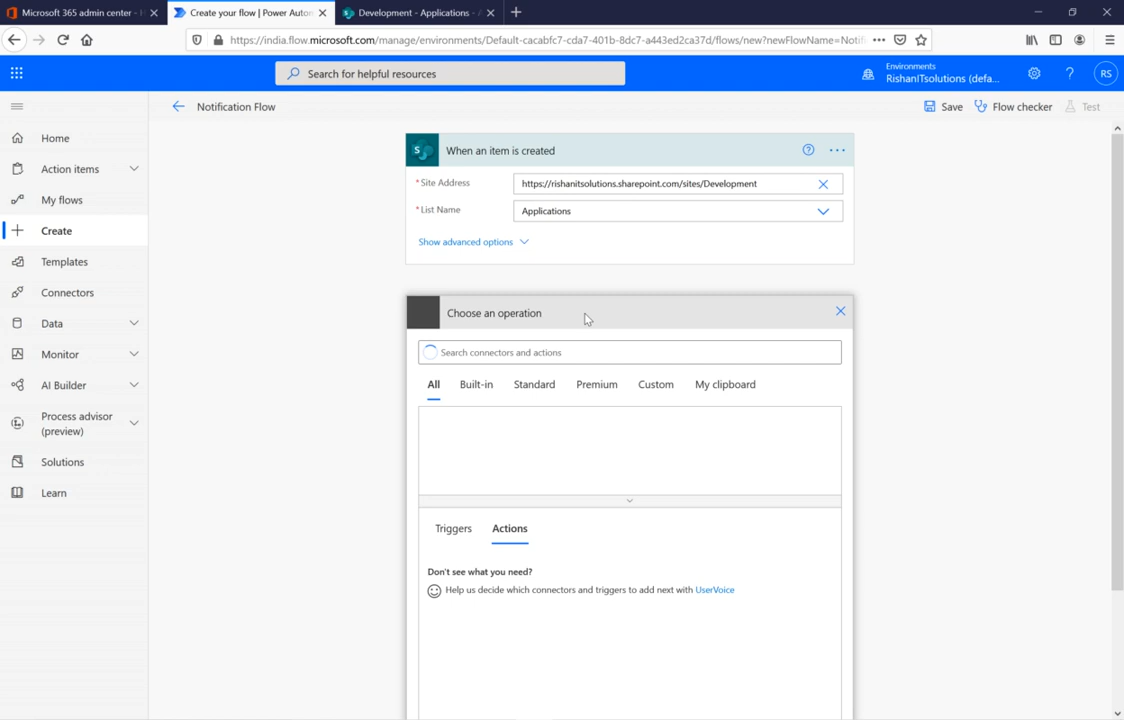 Microsoft 365 admin center - H
Create your flow | Power Autom
Development - Applications - A
https://india.flow.microsoft.com/manage/environments/Default-cacabfc7-cda7-401b-8dc7-a443ed2ca37d/flows/new?newFlowName=Notifi
Search for helpful resources
Environments
RishanITsolutions (defa...
RS
Notification Flow
Save
Flow checker
Test
Home
Action items
My flows
Create
Templates
Connectors
Data
Monitor
AI Builder
Process advisor
(preview)
Solutions
Learn
When an item is created
* Site Address
https://rishanitsolutions.sharepoint.com/sites/Development
* List Name
Applications
Show advanced options
Choose an operation
Search connectors and actions
All
Built-in
Standard
Premium
Custom
My clipboard
Triggers
Actions
Don't see what you need?
Help us decide which connectors and triggers to add next with UserVoice